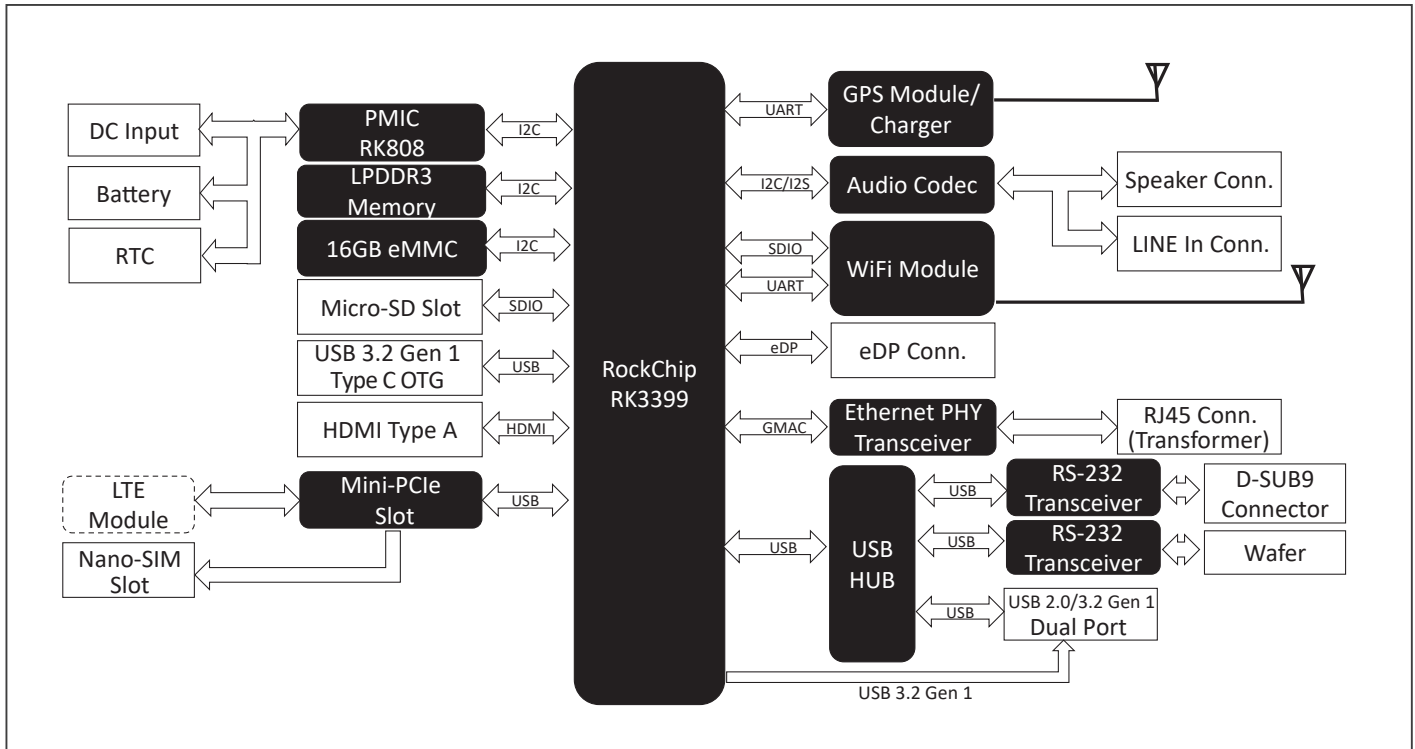 DC Input
Battery
RTC
PMIC
RK808
I2C
LPDDR3
Memory
I2C
16GB eMMC
I2C
Micro-SD Slot
SDIO
USB 3.2 Gen 1
Type C OTG
USB
HDMI Type A
HDMI
LTE
Module
Mini-PCIe
Slot
USB
Nano-SIM
Slot
RockChip
RK3399
UART
GPS Module/
Charger
I2C/I2S
Audio Codec
Speaker Conn.
LINE In Conn.
SDIO
UART
WiFi Module
eDP
eDP Conn.
GMAC
Ethernet PHY
Transceiver
RJ45 Conn.
(Transformer)
USB
USB
HUB
USB
RS-232
Transceiver
D-SUB9
Connector
USB
RS-232
Transceiver
Wafer
USB
USB 2.0/3.2 Gen 1
Dual Port
USB 3.2 Gen 1